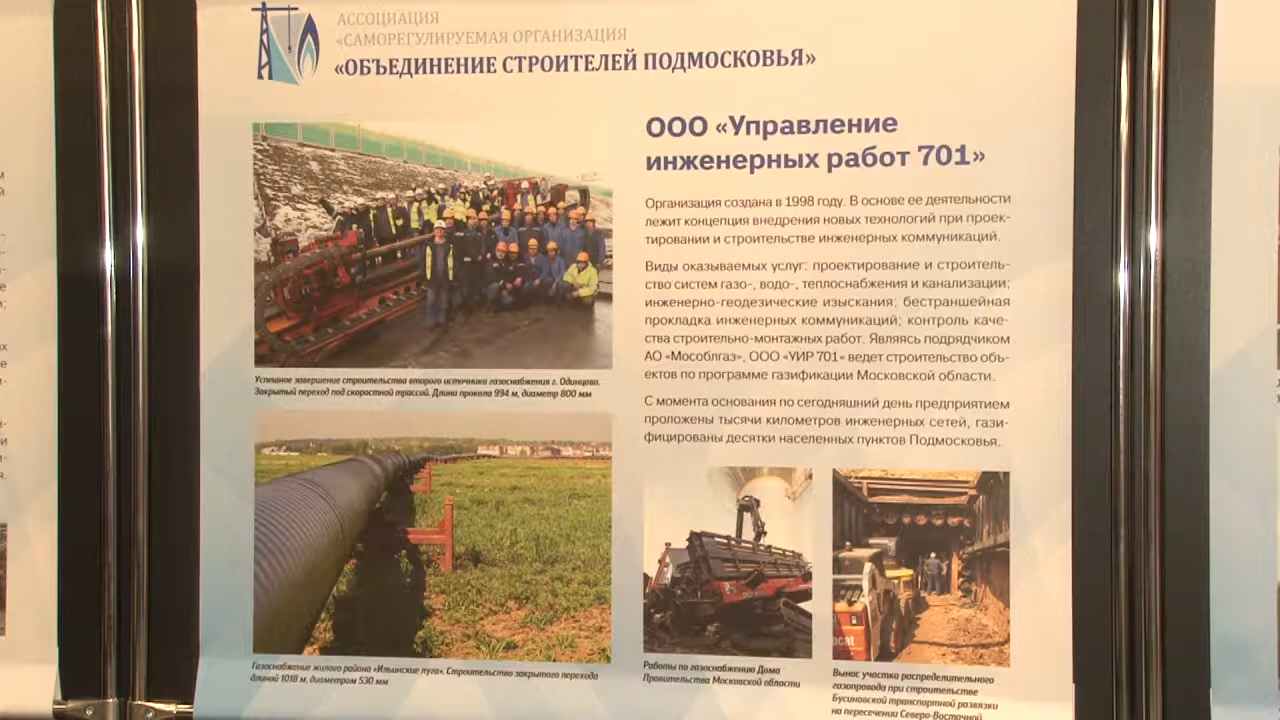 АССОЦИАЦИЯ
«САМОРЕГУЛИРУЕМАЯ ОРГАНИЗАЦИЯ
«ОБЪЕДИНЕНИЕ СТРОИТЕЛЕЙ ПОДМОСКОВЬЯ»
ООО «Управление
инженерных работ 701»
Организация создана в 1998 году. В основе ее деятельности
лежит концепция внедрения новых технологий при проек-
тировании и строительстве инженерных коммуникаций.
Виды оказываемых услуг: проектирование и строитель-
ство систем газо-, водо-, теплоснабжения и канализации;
инженерно-геодезические изыскания; бестраншейная
прокладка инженерных коммуникаций; контроль каче-
ства строительно-монтажных работ. Являясь подрядчиком
АО «Мособлгаз», ООО «УИР 701» ведет строительство объ-
ектов по программе газификации Московской области.
С момента основания по сегодняшний день предприятием
проложены тысячи километров инженерных сетей, гази-
фицированы десятки населенных пунктов Подмосковья.
Успешное завершение строительства второго источника газоснабжения г. Одинцово.
Закрытый переход под скоростной трассой. Длина прокола 994 м, диаметр 800 мм
Газоснабжение жилого района «Ильинские луга». Строительство закрытого перехода
длиной 1018 м, диаметром 530 мм
Работы по газоснабжению Дома
Правительства Московской области
Вынос участка распределительного
газопровода при строительстве
Бусиновской транспортной развязки
на пересечении Северо-Восточной